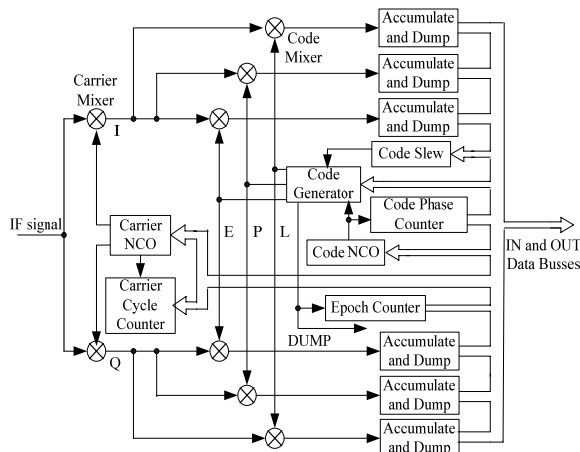 Accumulate
and Dump
Code
Mixer
Accumulate
and Dump
Carrier
Mixer
I
Accumulate
and Dump
Code Slew
Code
Generator
Code Phase
Counter
IF signal
Carrier
NCO
E
P
L
Code NCO
IN and OUT
Data Busses
Carrier
Cycle
Counter
Epoch Counter
DUMP
Q
Accumulate
and Dump
Accumulate
and Dump
Accumulate
and Dump